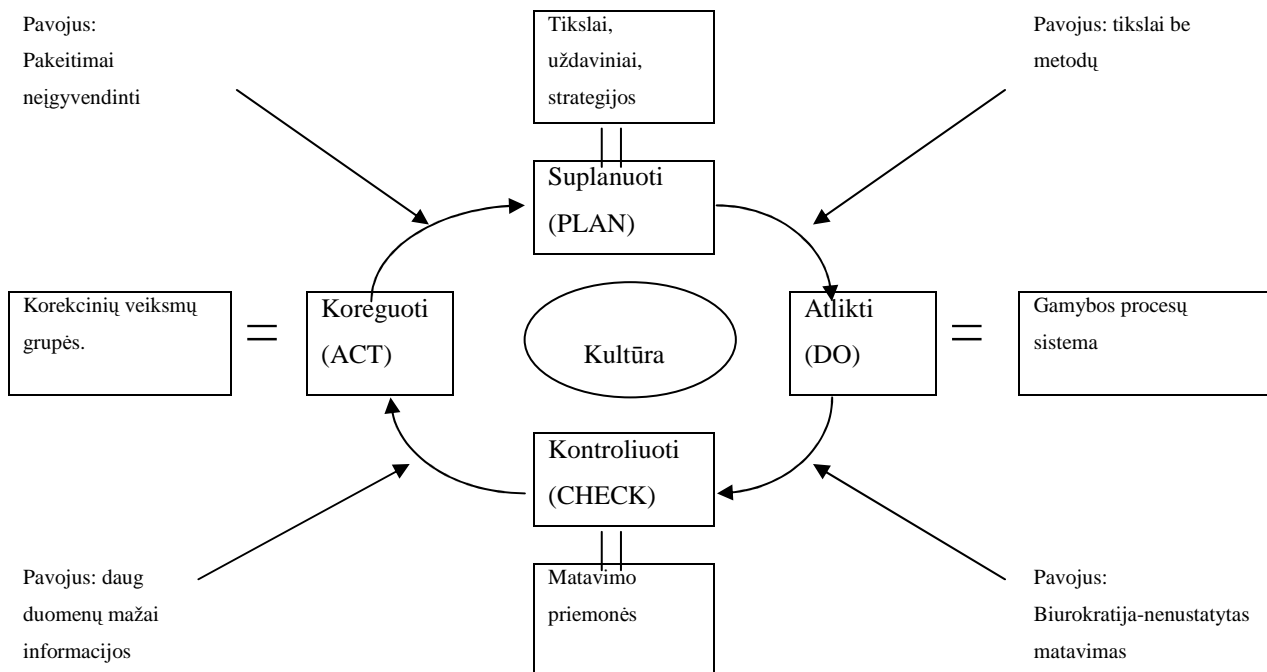 Pavojus:
Pakeitimai
neįgyvendinti
Tikslai,
uždaviniai,
strategijos
Pavojus: tikslai be
metodų
Suplanuoti
(PLAN)
Korekcinių veiksmų
grupės.
=
Koreguoti
(ACT)
Kultūra
Atlikti
(DO)
=
Gamybos procesų
sistema
Kontroliuoti
(CHECK)
Pavojus: daug
duomenų mažai
informacijos
Matavimo
priemonės
Pavojus:
Biurokratija-nenustatytas
matavimas